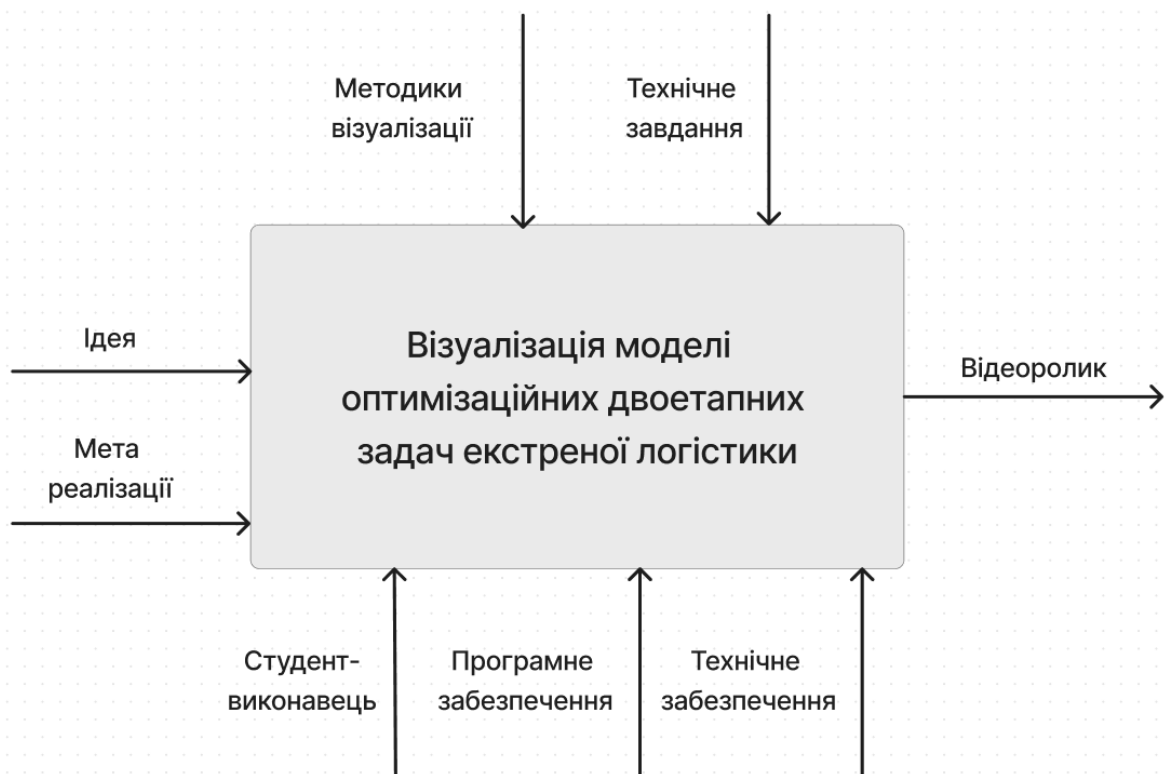 Методики
візуалізації
Технічне
завдання
Ідея
Мета
реалізації
Візуалізація моделі
оптимізаційних двоетапних
задач екстреної логістики
Відеоролик
Студент-
виконавець
Програмне
забезпечення
Технічне
забезпечення